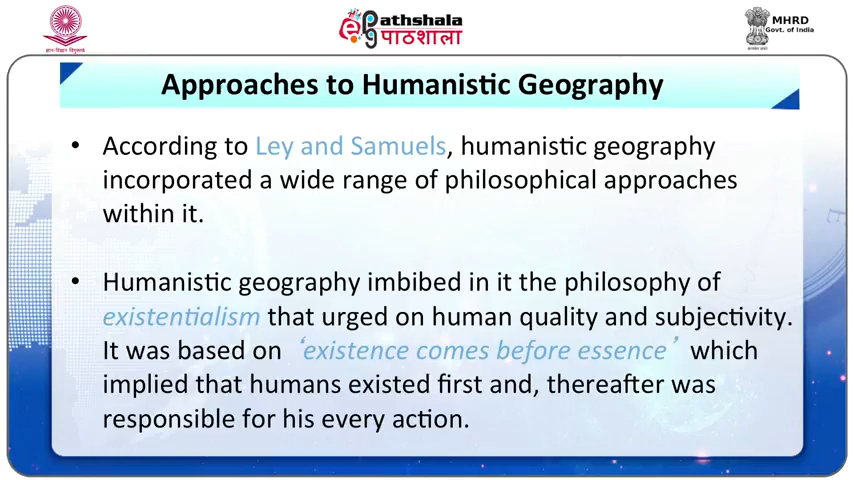 Pathshala
पाठशाला
MHRD
Govt. of India
Approaches to Humanistic Geography
• According to Ley and Samuels, humanistic geography
incorporated a wide range of philosophical approaches
within it.
• Humanistic geography imbibed in it the philosophy of
existentialism that urged on human quality and subjectivity.
It was based on ‘existence comes before essence’ which
implied that humans existed first and, thereafter was
responsible for his every action.